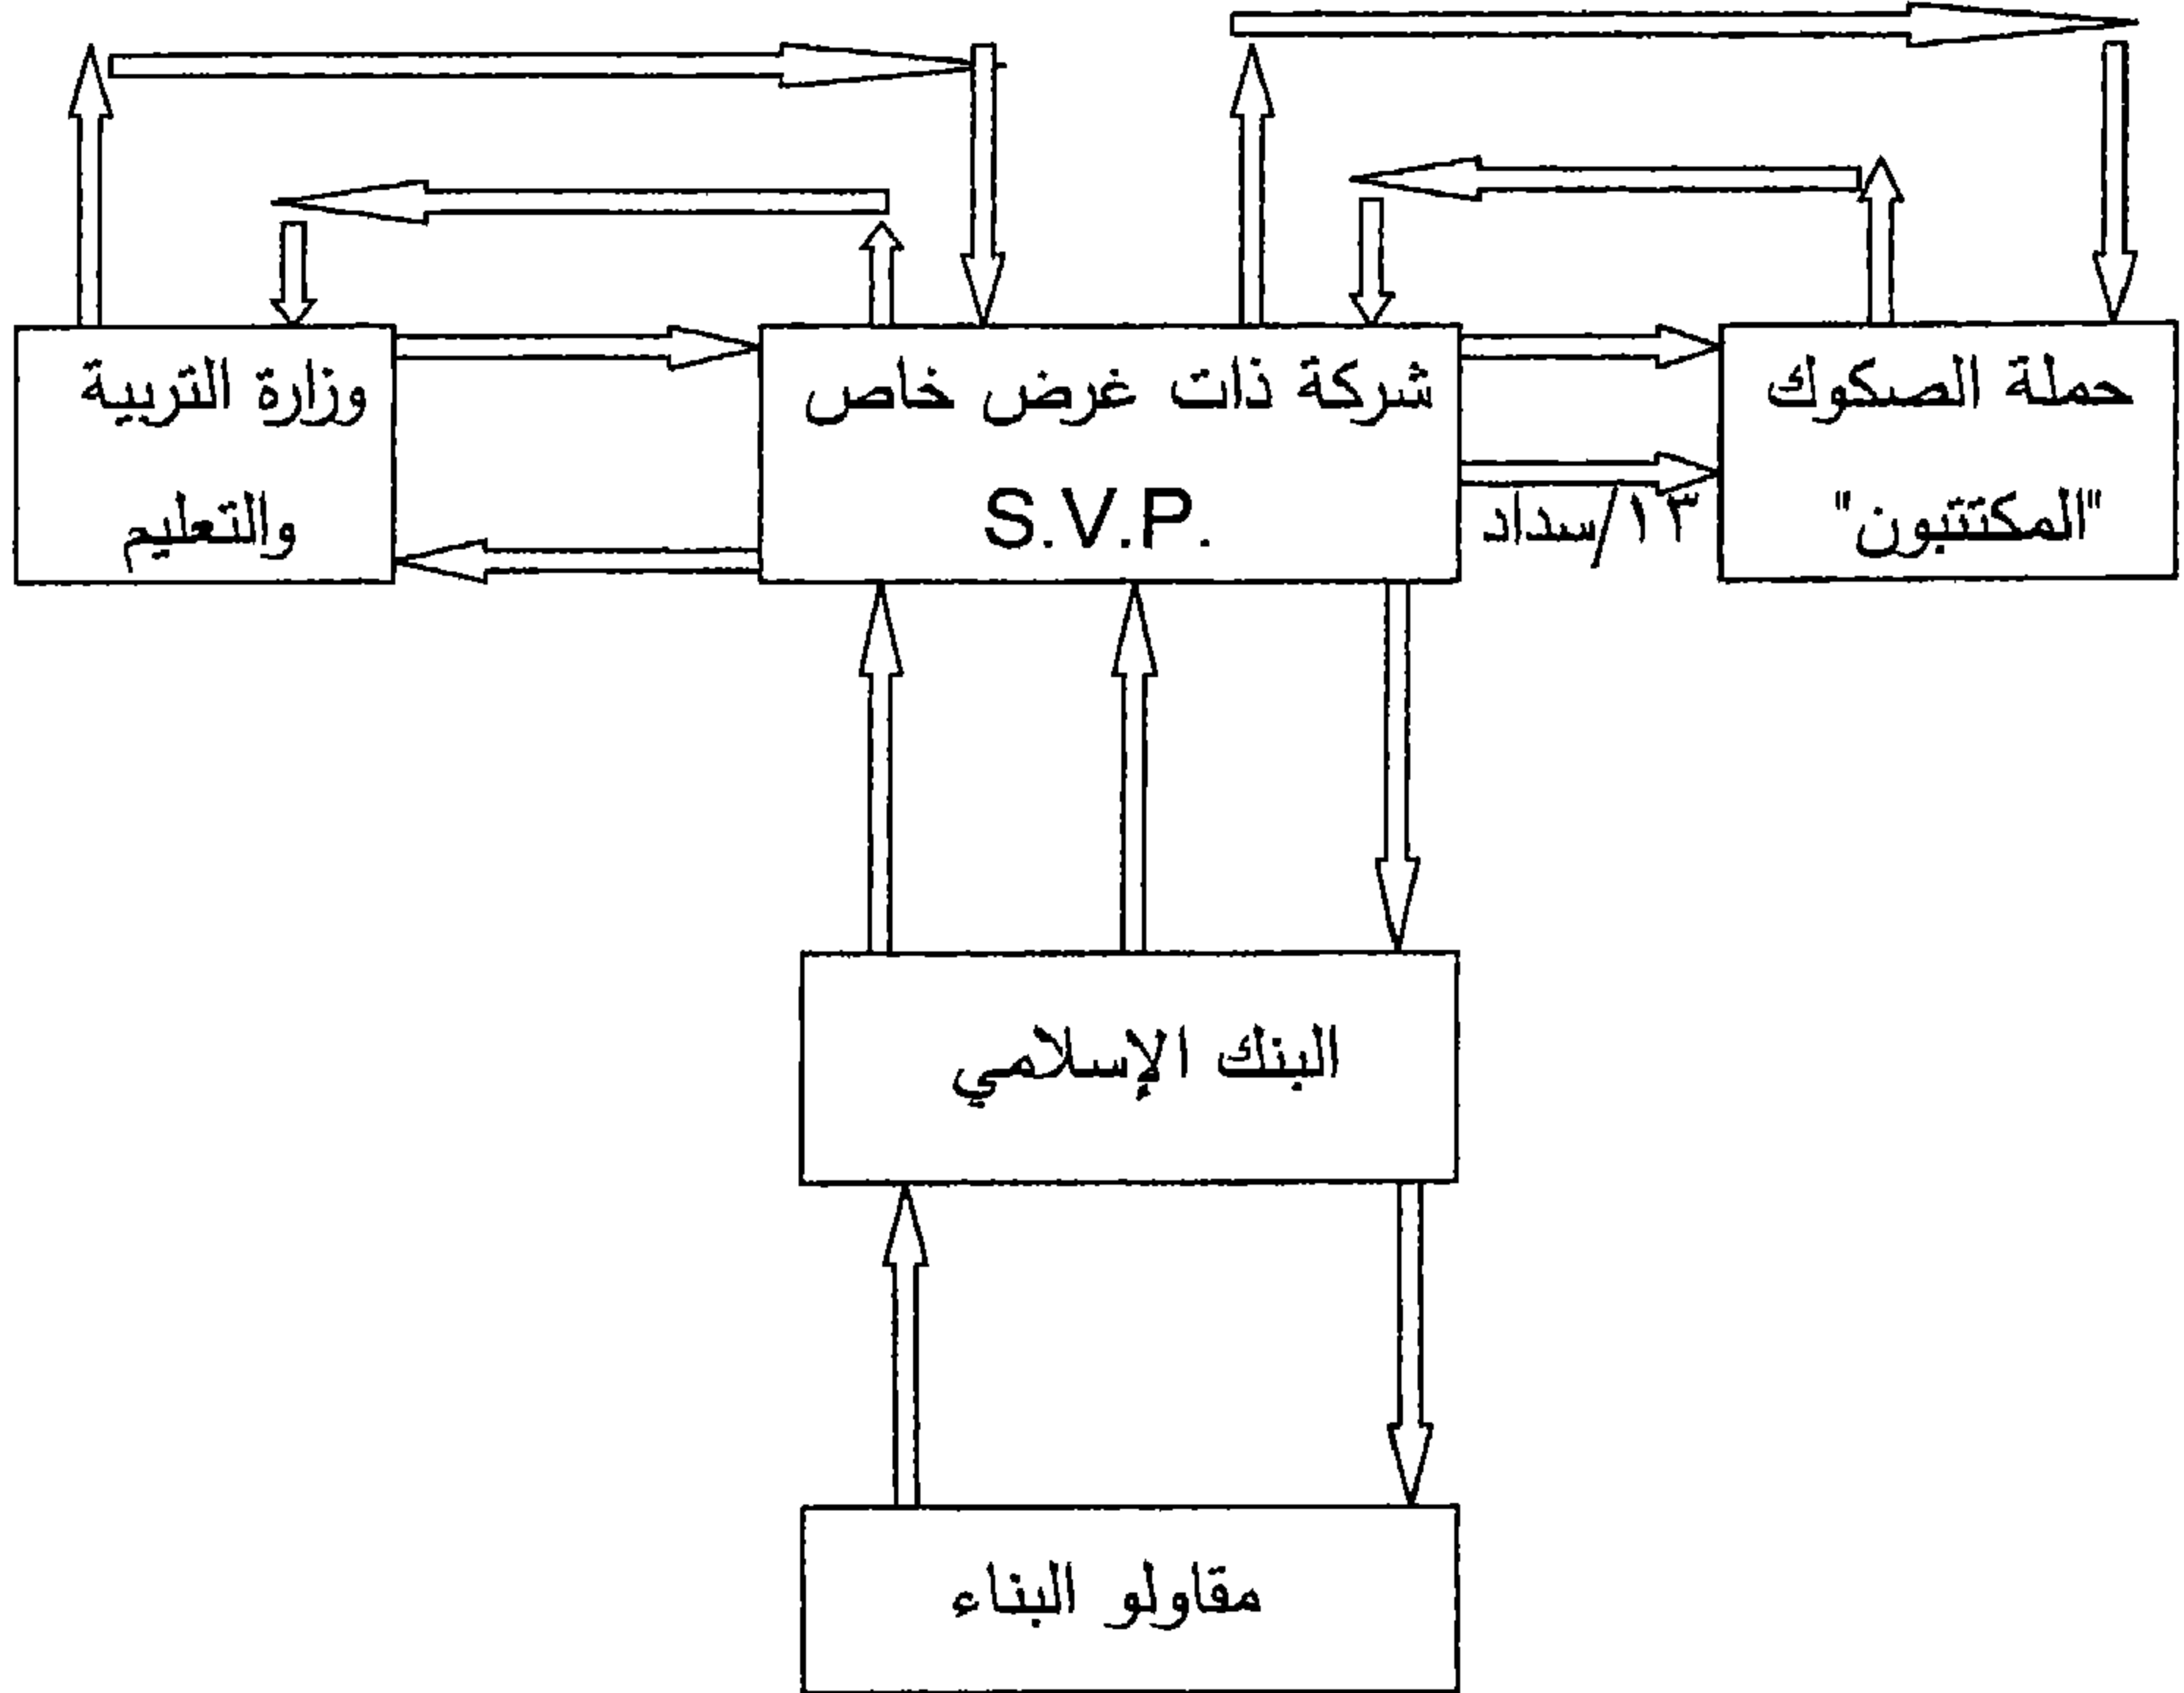 حملة الصكوك
"المكتتبون"
١٣/سداد
شركة ذات غرض خاص
S.V.P.
وزارة التربية
والتعليم
البنك الإسلامي
مقاولو البناء